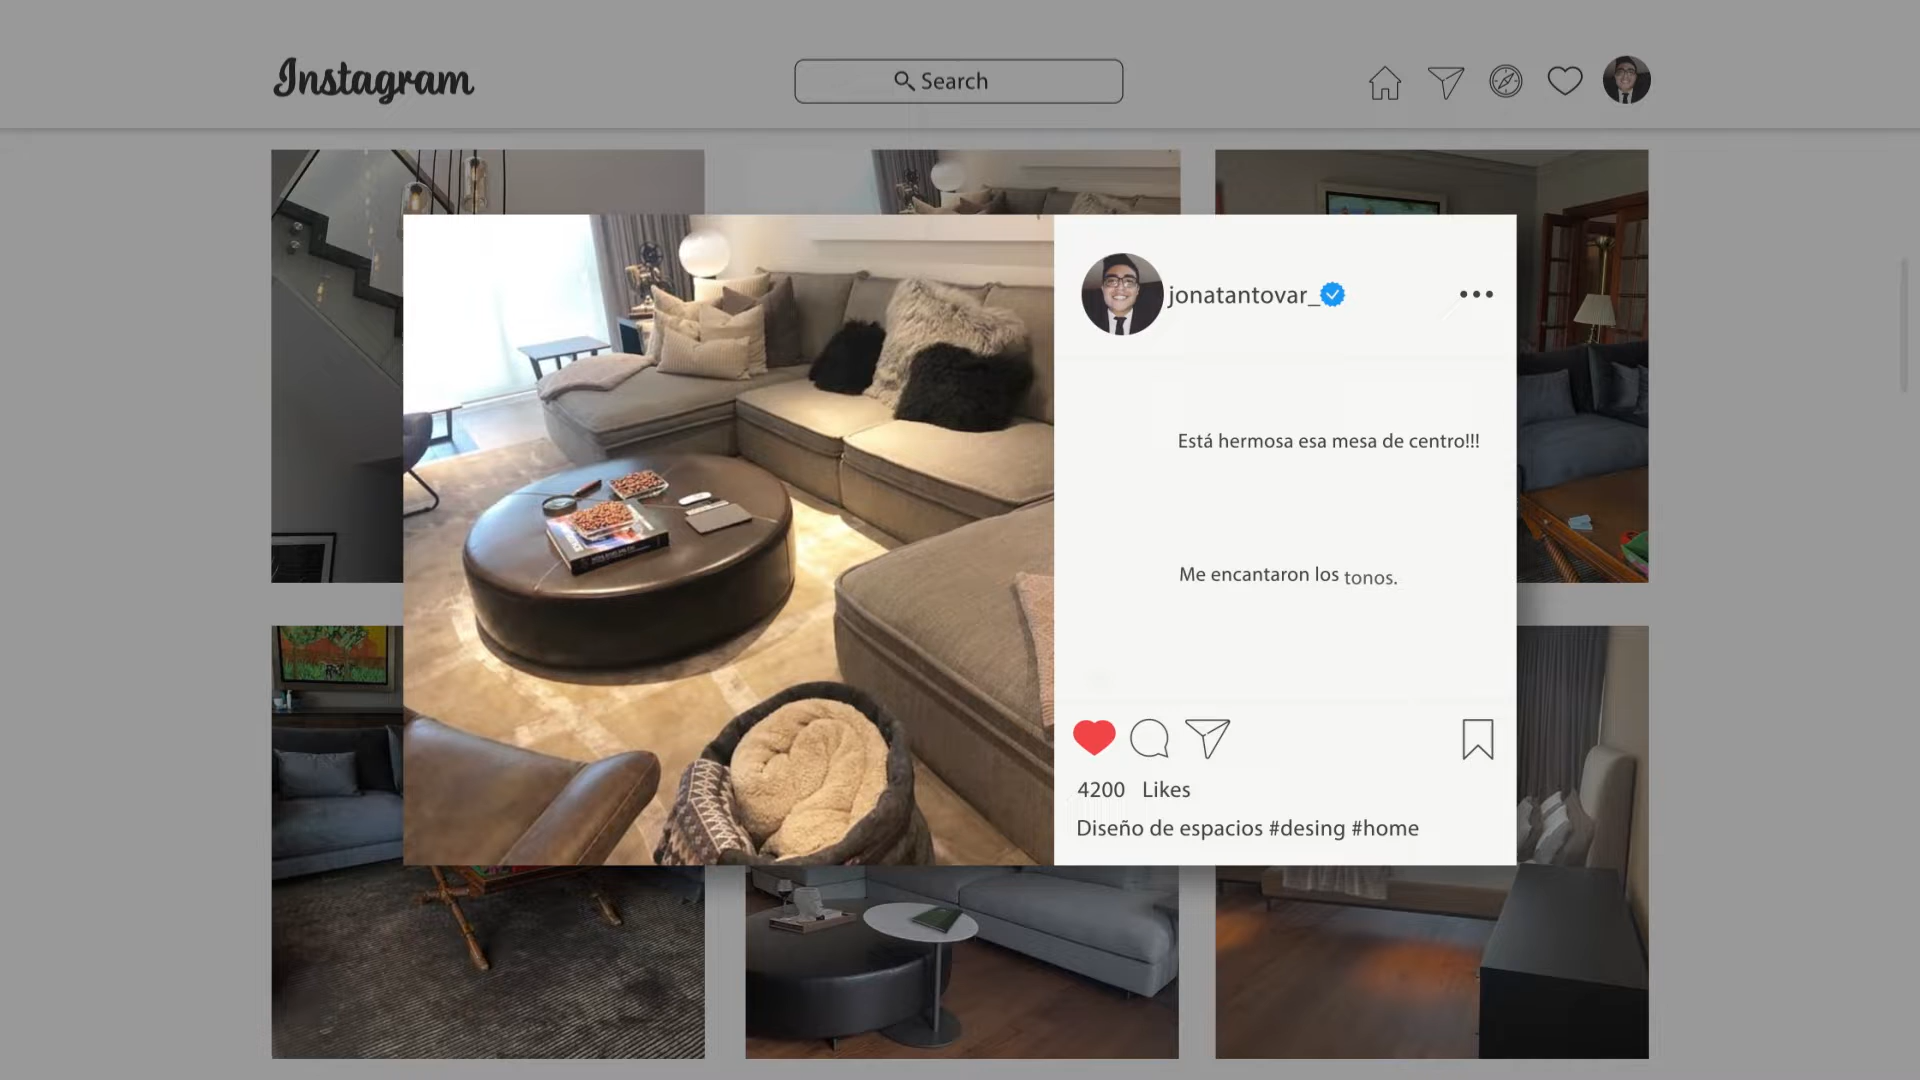 Instagram
Search
jonatantovar_
Está hermosa esa mesa de centro!!!
Me encantaron los tonos.
4200 Likes
Diseño de espacios #desing #home